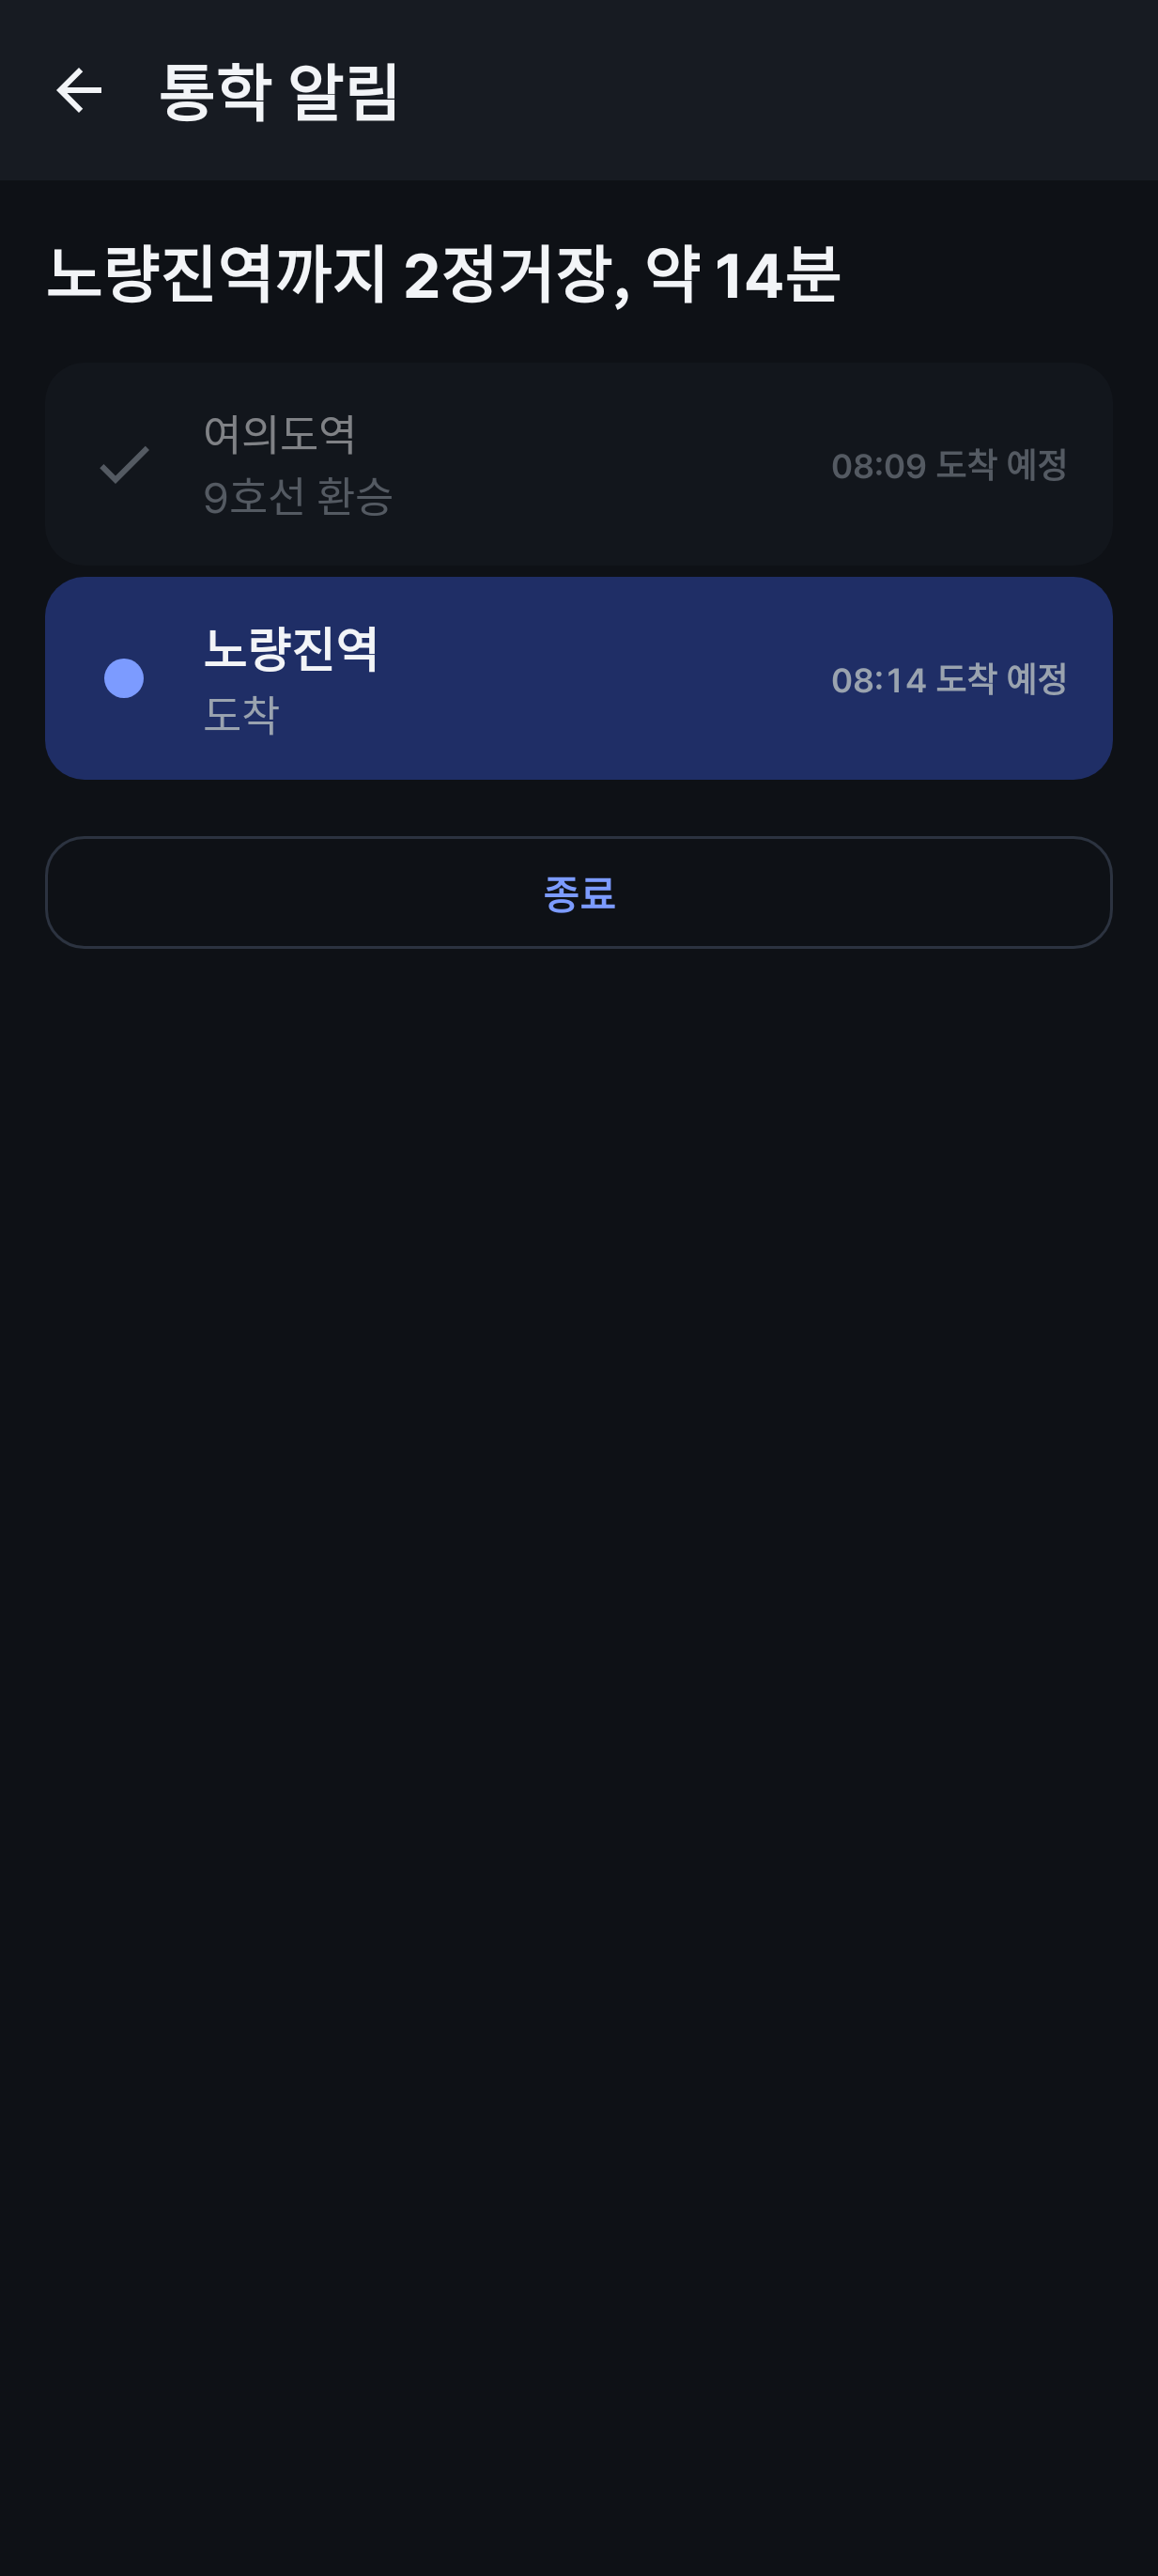 통학 알림
노량진역까지 2정거장, 약 14분
여의도역
9호선 환승
08:09 도착 예정
노량진역
도착
08:14 도착 예정
종료